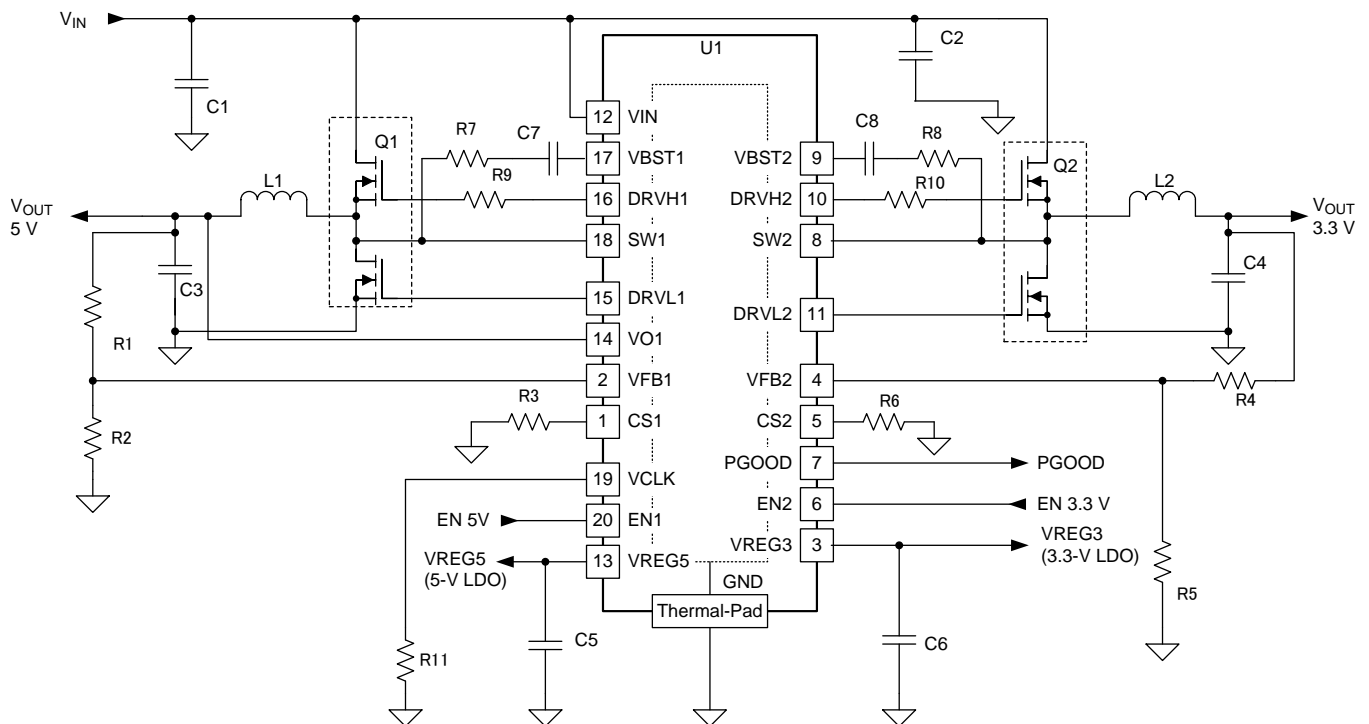 VIN
U1
C2
C1
12 VIN
Q1
R7
C7
17 VBST1
C8
R8
VBST2 9
Q2
L1
R9
16 DRVH1
DRVH2 10
R10
L2
VOUT
5 V
18 SW1
SW2 8
VOUT
3.3 V
C3
C4
15 DRVL1
DRVL2 11
R1
14 VO1
2 VFB1
VFB2 4
R4
R3
R6
R2
1 CS1
CS2 5
PGOOD 7
PGOOD
19 VCLK
EN2 6
EN 3.3 V
EN 5V
20 EN1
VREG3 3
VREG3
(3.3-V LDO)
VREG5
(5-V LDO)
13 VREG5
GND
R5
Thermal-Pad
R11
C5
C6